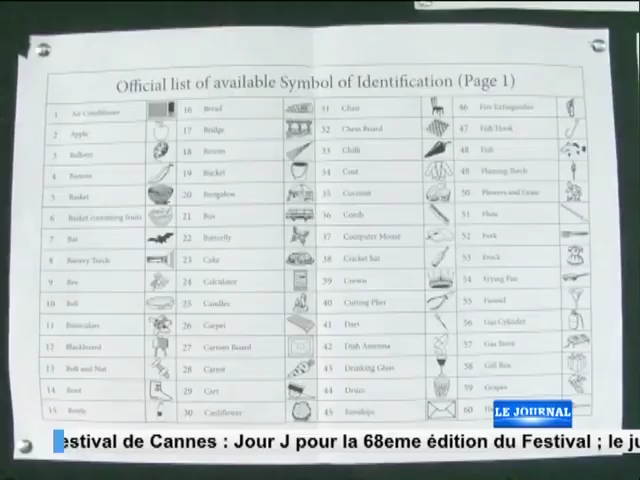 Official list of available Symbol of Identification (Page 1)
1 Air Conditioner
2 Apple
3 Balloon
4 Banana
5 Basket
6 Basket containing fruits
7 Bat
8 Battery Torch
9 Bee
10 Bell
11 Binoculars
12 Blackboard
13 Bolt and Nut
14 Boot
15 Bottle
16 Bread
17 Bridge
18 Broom
19 Bucket
20 Bungalow
21 Bus
22 Butterfly
23 Cake
24 Calculator
25 Candles
26 Carpet
27 Carrom Board
28 Carrot
29 Cart
30 Cauliflower
31 Chair
32 Chess Board
33 Chilli
34 Coat
35 Coconut
36 Comb
37 Computer Mouse
38 Cricket bat
39 Crown
40 Cutting Plier
41 Dart
42 Dish Antenna
43 Drinking Glass
44 Drum
45 Envelope
46 Fire Extinguisher
47 Fish Hook
48 Fish
49 Flaming Torch
50 Flowers and Grass
51 Flute
52 Fork
53 Frock
54 Frying Pan
55 Funnel
56 Gas Cylinder
57 Gas Stove
58 Gift Box
59 Grapes
60
LE JOURNAL
estival de Cannes : Jour J pour la 68eme édition du Festival ; le ju